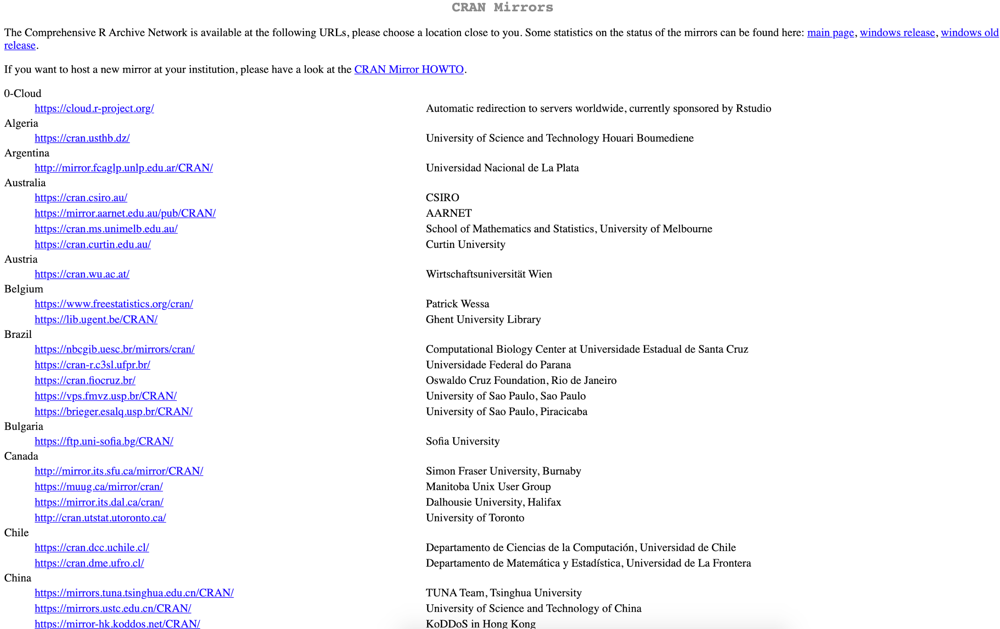 CRAN Mirrors
The Comprehensive R Archive Network is available at the following URLs, please choose a location close to you. Some statistics on the status of the mirrors can be found here: main page, windows release, windows old
release.
If you want to host a new mirror at your institution, please have a look at the CRAN Mirror HOWTO.
0-Cloud
https://cloud.r-project.org/ Automatic redirection to servers worldwide, currently sponsored by Rstudio
Algeria
https://cran.usthb.dz/ University of Science and Technology Houari Boumediene
Argentina
http://mirror.fcaglp.unlp.edu.ar/CRAN/ Universidad Nacional de La Plata
Australia
https://cran.csiro.au/ CSIRO
https://mirror.aarnet.edu.au/pub/CRAN/ AARNET
https://cran.ms.unimelb.edu.au/ School of Mathematics and Statistics, University of Melbourne
https://cran.curtin.edu.au/ Curtin University
Austria
https://cran.wu.ac.at/ Wirtschaftsuniversität Wien
Belgium
https://www.freestatistics.org/cran/ Patrick Wessa
https://lib.ugent.be/CRAN/ Ghent University Library
Brazil
https://nbcgib.uesc.br/mirrors/cran/ Computational Biology Center at Universidade Estadual de Santa Cruz
https://cran-r.c3sl.ufpr.br/ Universidade Federal do Parana
https://cran.fiocruz.br/ Oswaldo Cruz Foundation, Rio de Janeiro
https://vps.fmvz.usp.br/CRAN/ University of Sao Paulo, Sao Paulo
https://brieger.esalq.usp.br/CRAN/ University of Sao Paulo, Piracicaba
Bulgaria
https://ftp.uni-sofia.bg/CRAN/ Sofia University
Canada
http://mirror.its.sfu.ca/mirror/CRAN/ Simon Fraser University, Burnaby
https://muug.ca/mirror/cran/ Manitoba Unix User Group
https://mirror.its.dal.ca/cran/ Dalhousie University, Halifax
http://cran.utstat.utoronto.ca/ University of Toronto
Chile
https://cran.dcc.uchile.cl/ Departamento de Ciencias de la Computación, Universidad de Chile
https://cran.dme.ufro.cl/ Departamento de Matemática y Estadística, Universidad de La Frontera
China
https://mirrors.tuna.tsinghua.edu.cn/CRAN/ TUNA Team, Tsinghua University
https://mirrors.ustc.edu.cn/CRAN/ University of Science and Technology of China
https://mirror-hk.koddos.net/CRAN/ KoDDoS in Hong Kong